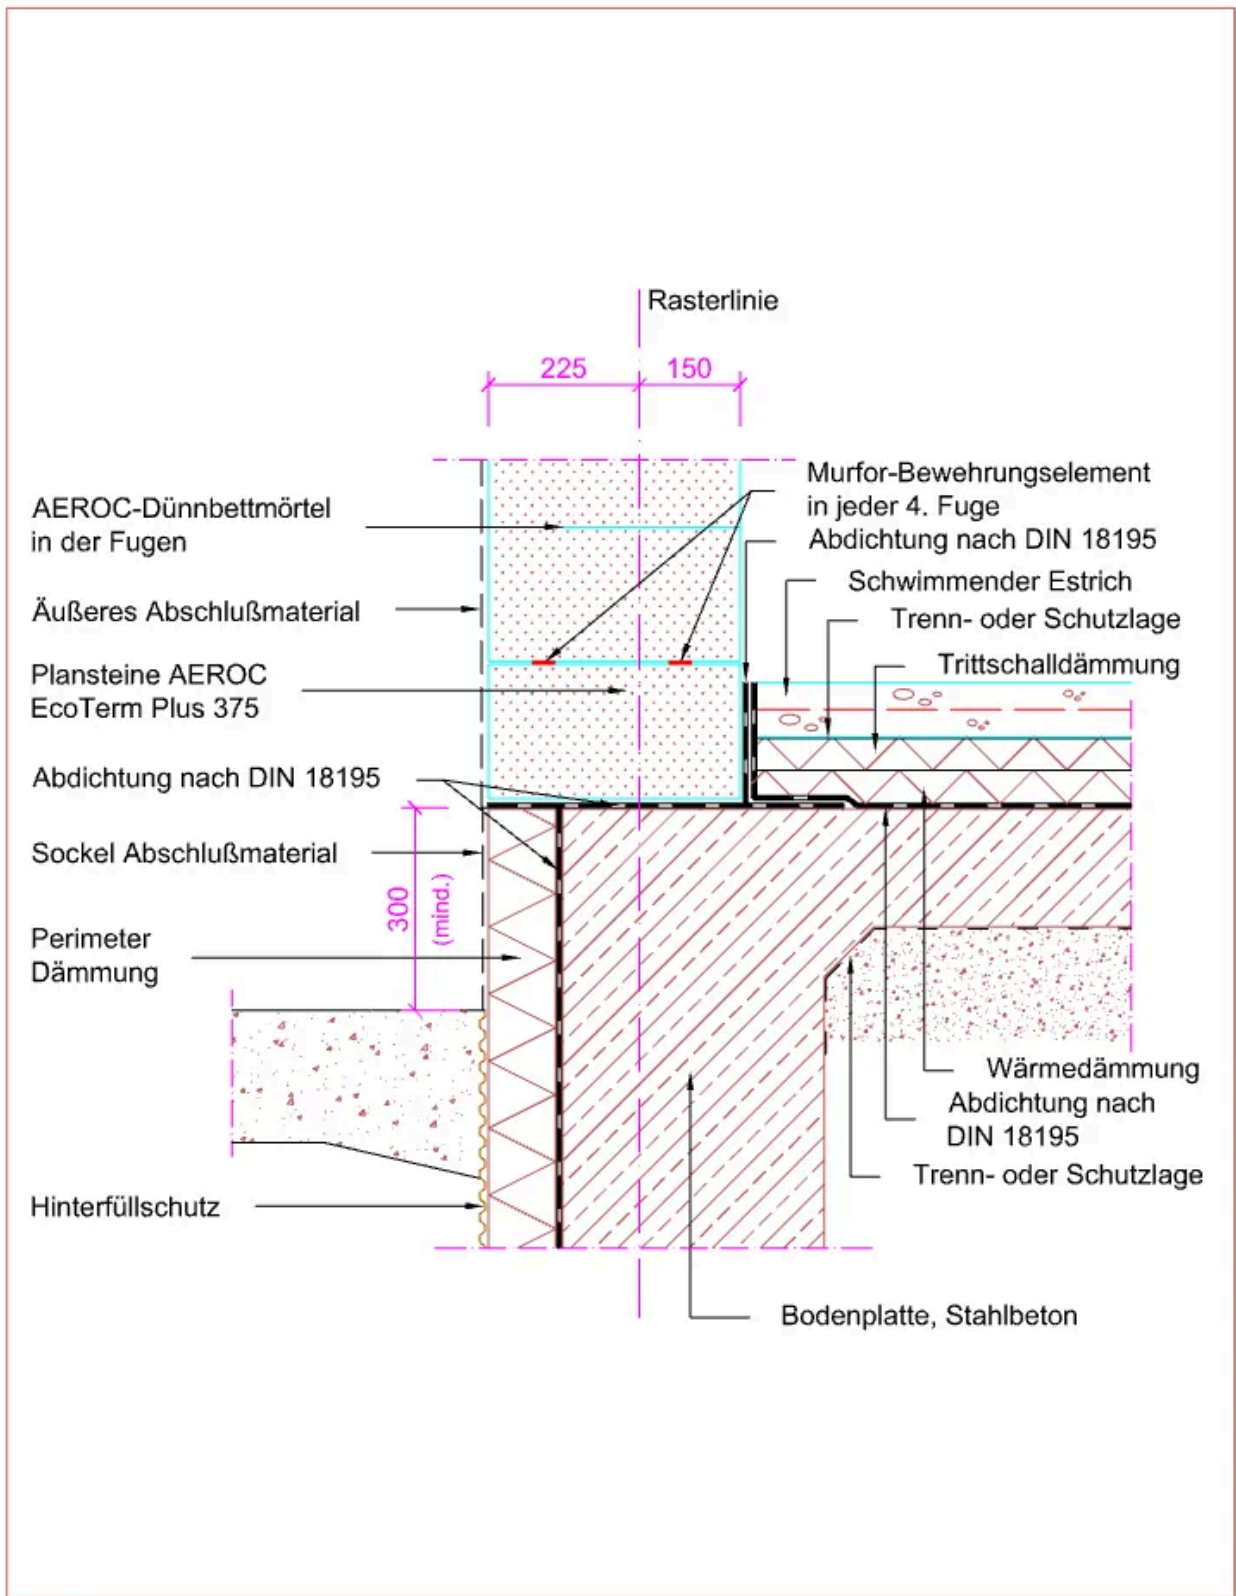 Rasterlinie
225
150
Murfor-Bewehrungselement
in jeder 4. Fuge
Abdichtung nach DIN 18195
Schwimmender Estrich
Trenn- oder Schutzlage
Trittschalldämmung
AEROC-Dünnbettmörtel
in der Fugen
Äußeres Abschlußmaterial
Plansteine AEROC
EcoTerm Plus 375
Abdichtung nach DIN 18195
Sockel Abschlußmaterial
300
(mind.)
Perimeter
Dämmung
Hinterfüllschutz
Wärmedämmung
Abdichtung nach
DIN 18195
Trenn- oder Schutzlage
Bodenplatte, Stahlbeton